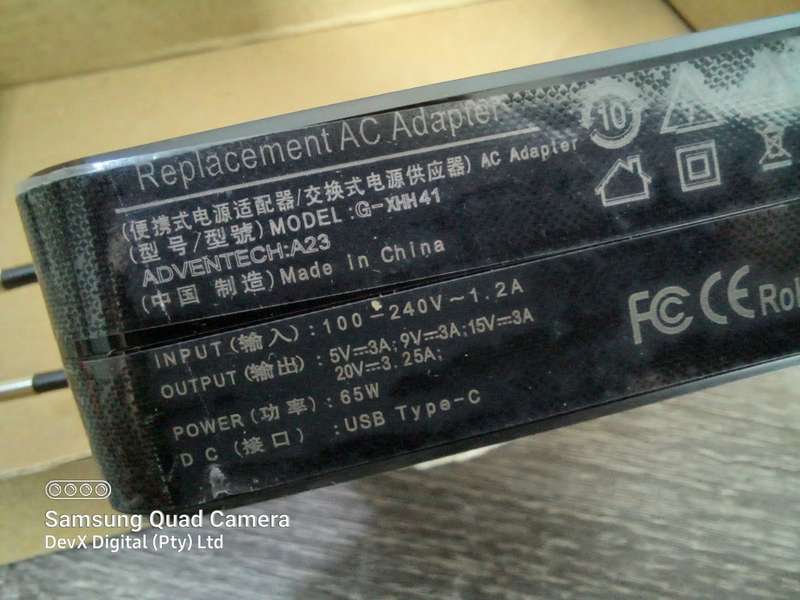 Replacement AC Adapter
(便携式电源适配器/交换式电源供应器) AC Adapter
(型号/型號) MODEL :G-XHH41
ADVENTECH:A23
(中国 制造) Made in China
10
INPUT(输入) : 100-240V~1.2A
OUTPUT(输出) : 5V⎓3A; 9V⎓3A;15V⎓3A
20V⎓3.25A;
POWER(功率) : 65W
DC (接口) : USB Type-C
FC CE
Samsung Quad Camera
DevX Digital (Pty) Ltd